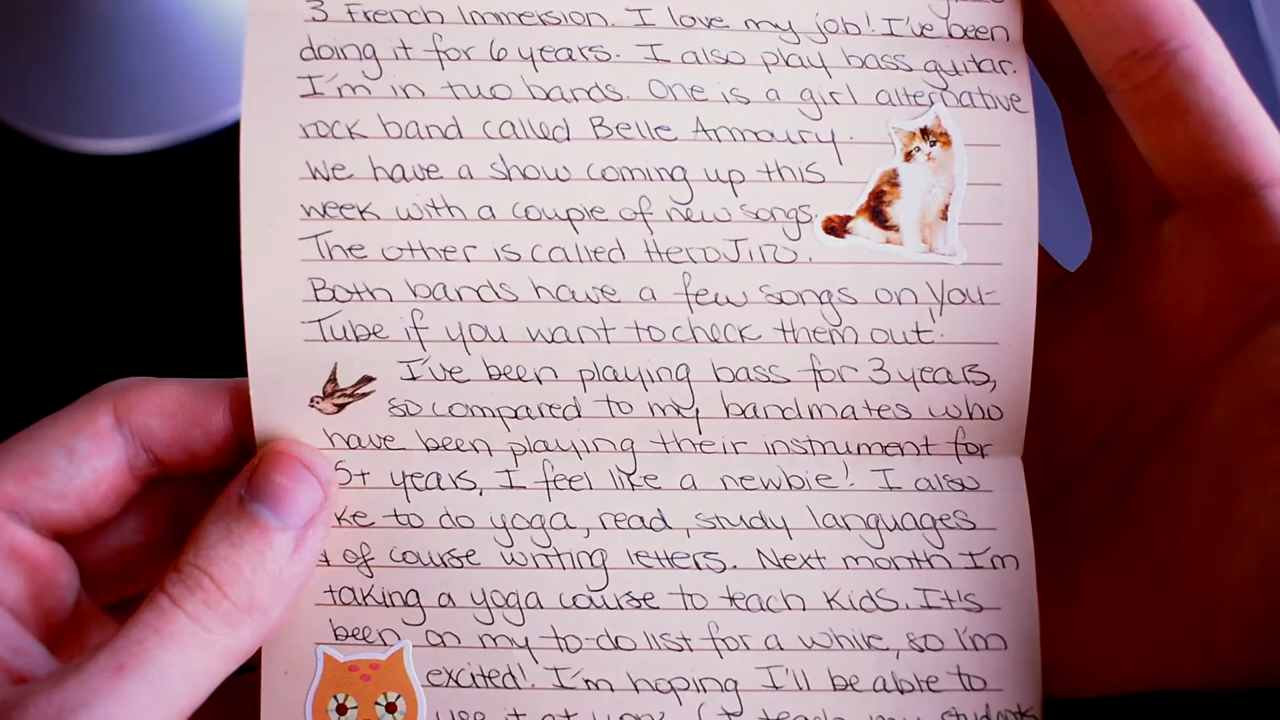 3 French Immersion. I love my job! I've been
doing it for 6 years. I also play bass guitar.
I'm in two bands. One is a girl alternative
rock band called Belle Armoury.
We have a show coming up this
week with a couple of new songs.
The other is called HeroJiro.
Both bands have a few songs on You-
Tube if you want to check them out!
I've been playing bass for 3 years,
so compared to my bandmates who
have been playing their instrument for
5+ years, I feel like a newbie! I also
ke to do yoga, read, study languages
of course writing letters. Next month I'm
taking a yoga course to teach kids. It's
been on my to-do list for a while, so I'm
excited! I'm hoping I'll be able to
use it at
my students